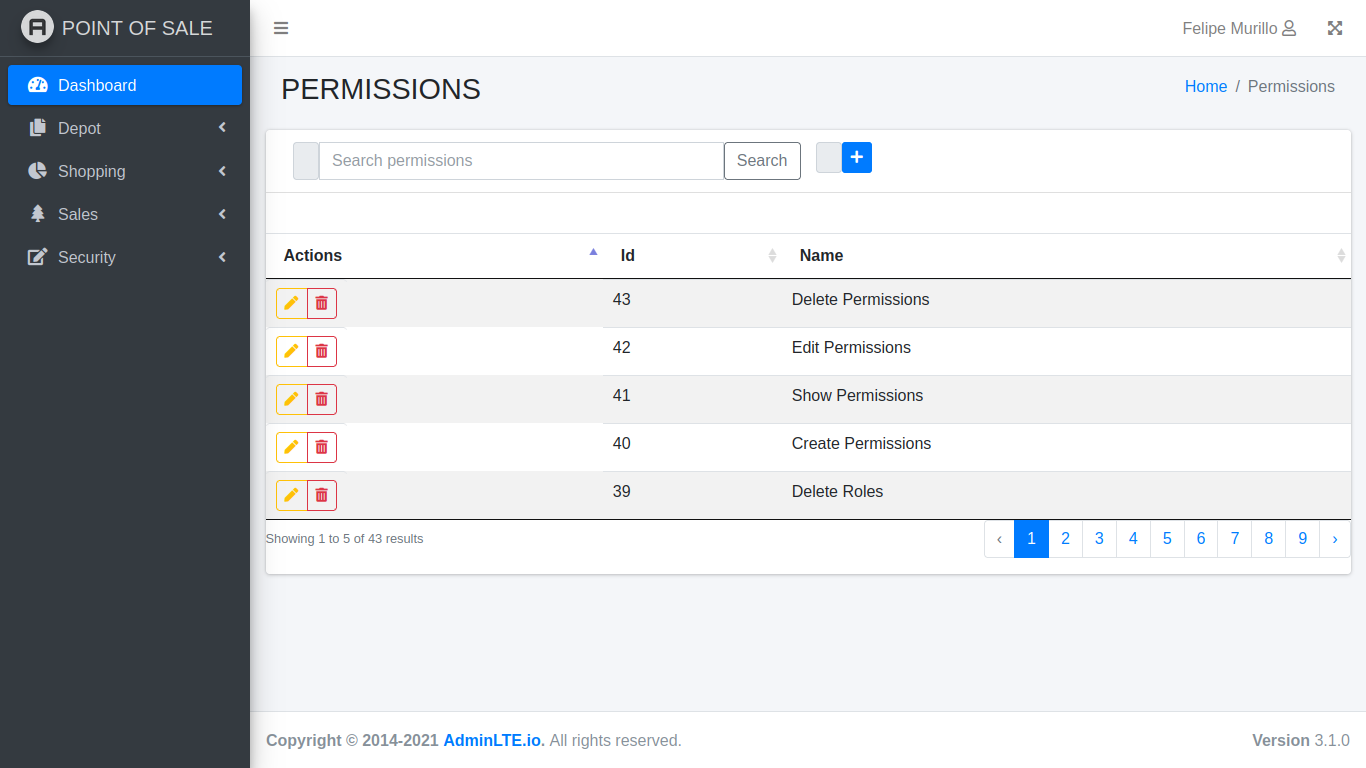 POINT OF SALE
Felipe Murillo
Dashboard
Depot
Shopping
Sales
Security
PERMISSIONS
Home / Permissions
Search permissions
Search
Actions Id Name
43 Delete Permissions
42 Edit Permissions
41 Show Permissions
40 Create Permissions
39 Delete Roles
Showing 1 to 5 of 43 results
‹ 1 2 3 4 5 6 7 8 9 ›
Copyright © 2014-2021 AdminLTE.io. All rights reserved.
Version 3.1.0